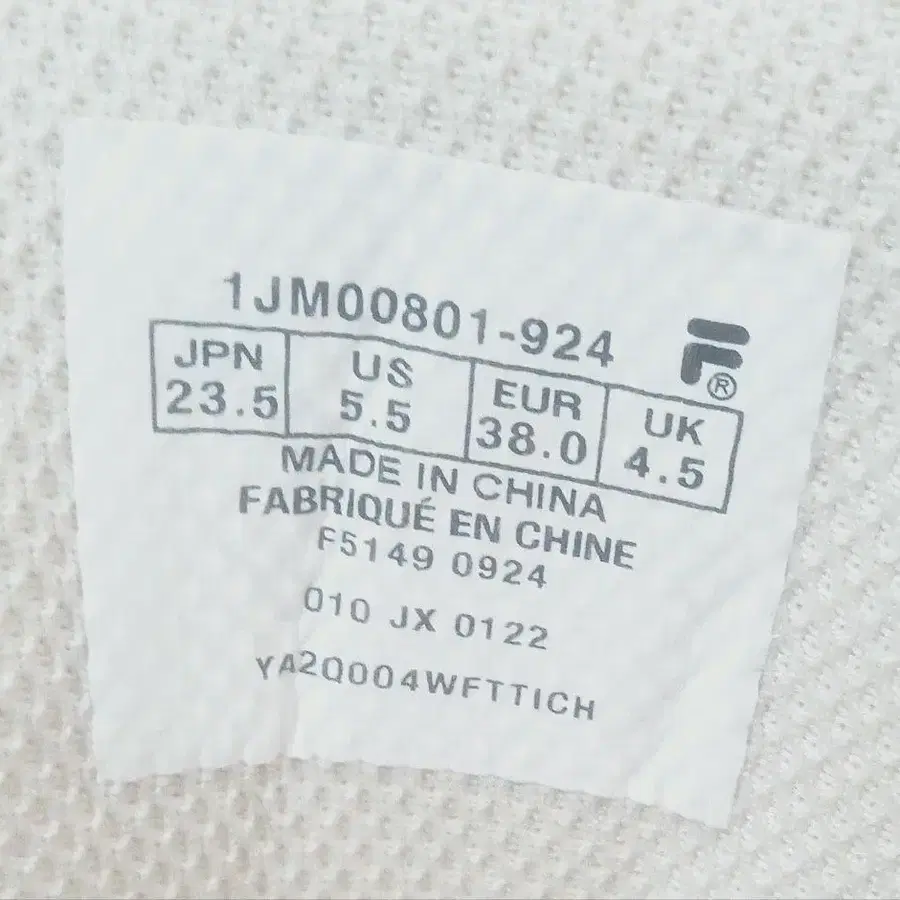 1JM00801-924
JPN US EUR UK
23.5 5.5 38.0 4.5
MADE IN CHINA
FABRIQUÉ EN CHINE
F5149 0924
010 JX 0122
YA2Q004WFTTICH